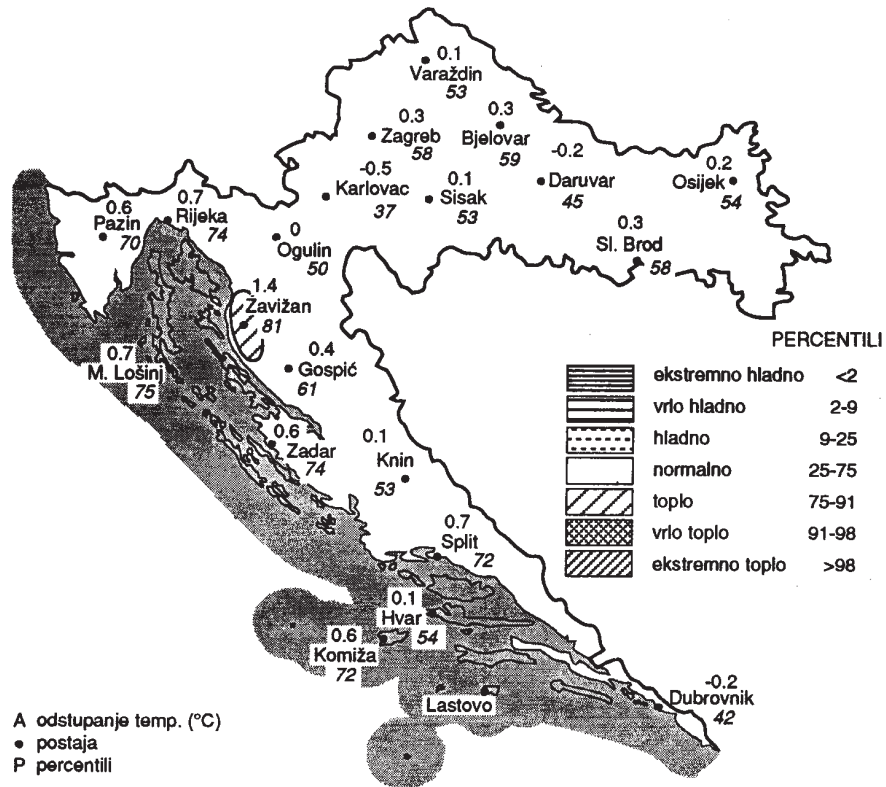 0.1
Varaždin
53
0.3
Zagreb
58
0.3
Bjelovar
59
-0.5
Karlovac
37
0.1
Sisak
53
-0.2
Daruvar
45
0.2
Osijek
54
0.6
Pazin
70
0.7
Rijeka
74
0
Ogulin
50
0.3
Sl. Brod
58
1.4
Zavižan
81
0.7
M. Lošinj
75
0.4
Gospić
61
0.6
Zadar
74
0.1
Knin
53
0.7
Split
72
0.1
Hvar
54
0.6
Komiža
72
Lastovo
-0.2
Dubrovnik
42
PERCENTILI
ekstremno hladno <2
vrlo hladno 2-9
hladno 9-25
normalno 25-75
toplo 75-91
vrlo toplo 91-98
ekstremno toplo >98
A odstupanje temp. (°C)
• postaja
P percentili